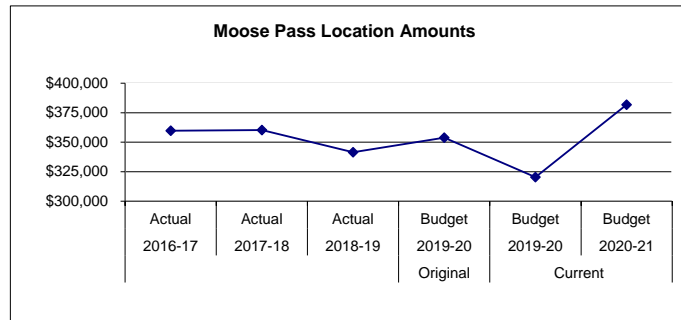 Moose Pass Location Amounts
$400,000
$375,000
$350,000
$325,000
$300,000
Actual Actual Actual Budget Budget Budget
2016-17 2017-18 2018-19 2019-20 2019-20 2020-21
Original Current